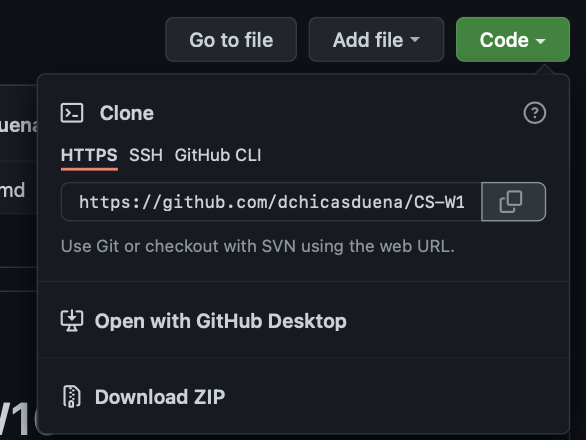 Go to file
Add file
Code
Clone
HTTPS SSH GitHub CLI
https://github.com/dchicasduena/CS-W1
Use Git or checkout with SVN using the web URL.
Open with GitHub Desktop
Download ZIP
uena
md